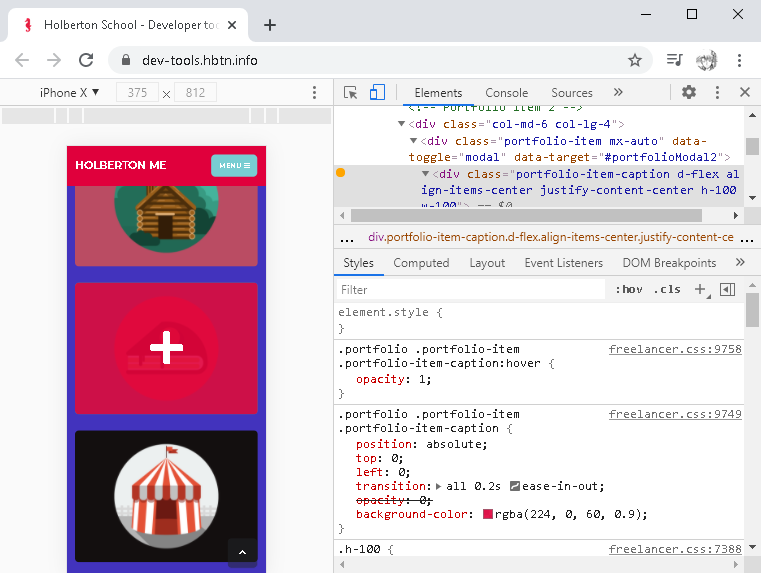 Holberton School - Developer too
dev-tools.hbtn.info
iPhone X ▼ 375 × 812
Elements Console Sources »
<!-- Portfolio Item 2 -->
▼<div class="col-md-6 col-lg-4">
▼<div class="portfolio-item mx-auto" data-
toggle="modal" data-target="#portfolioModal2">
▼<div class="portfolio-item-caption d-flex al
ign-items-center justify-content-center h-100
w-100"> == $0
... div.portfolio-item-caption.d-flex.align-items-center.justify-content-ce ...
Styles Computed Layout Event Listeners DOM Breakpoints »
Filter :hov .cls +
element.style {
}
.portfolio .portfolio-item freelancer.css:9758
.portfolio-item-caption:hover {
opacity: 1;
}
.portfolio .portfolio-item freelancer.css:9749
.portfolio-item-caption {
position: absolute;
top: 0;
left: 0;
transition:▶ all 0.2s ease-in-out;
opacity: 0;
background-color: rgba(224, 0, 60, 0.9);
}
.h-100 { freelancer.css:7388
HOLBERTON ME
MENU